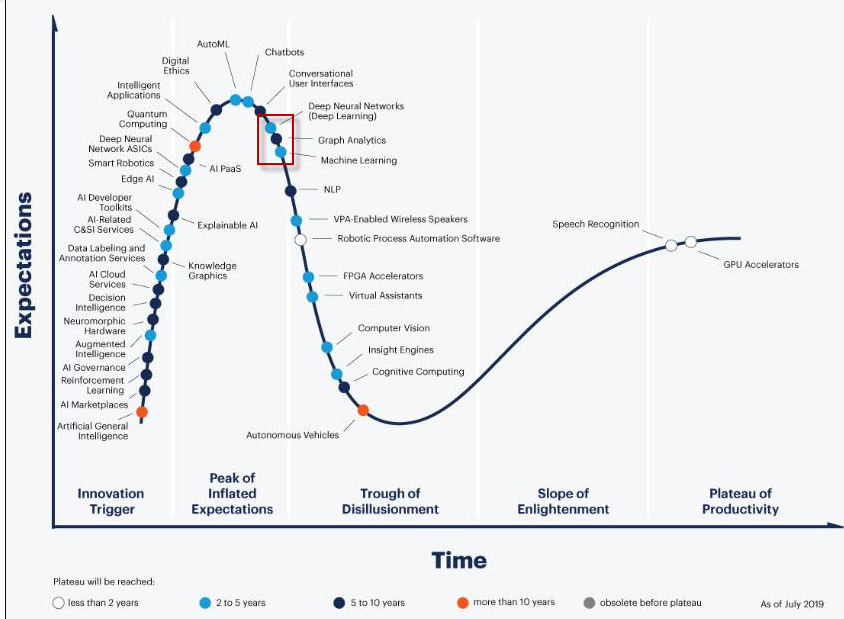 AutoML
Chatbots
Digital
Ethics
Conversational
User Interfaces
Intelligent
Applications
Deep Neural Networks
(Deep Learning)
Quantum
Computing
Graph Analytics
Deep Neural
Network ASICs
Machine Learning
Smart Robotics
AI PaaS
Edge AI
NLP
AI Developer
Toolkits
VPA-Enabled Wireless Speakers
AI-Related
C&SI Services
Explainable AI
Robotic Process Automation Software
Speech Recognition
Data Labeling and
Annotation Services
Knowledge
Graphics
GPU Accelerators
AI Cloud
Services
FPGA Accelerators
Decision
Intelligence
Virtual Assistants
Neuromorphic
Hardware
Computer Vision
Augmented
Intelligence
Insight Engines
AI Governance
Cognitive Computing
Reinforcement
Learning
AI Marketplaces
Artificial General
Intelligence
Autonomous Vehicles
Expectations
Innovation
Trigger
Peak of
Inflated
Expectations
Trough of
Disillusionment
Slope of
Enlightenment
Plateau of
Productivity
Time
Plateau will be reached:
less than 2 years
2 to 5 years
5 to 10 years
more than 10 years
obsolete before plateau
As of July 2019